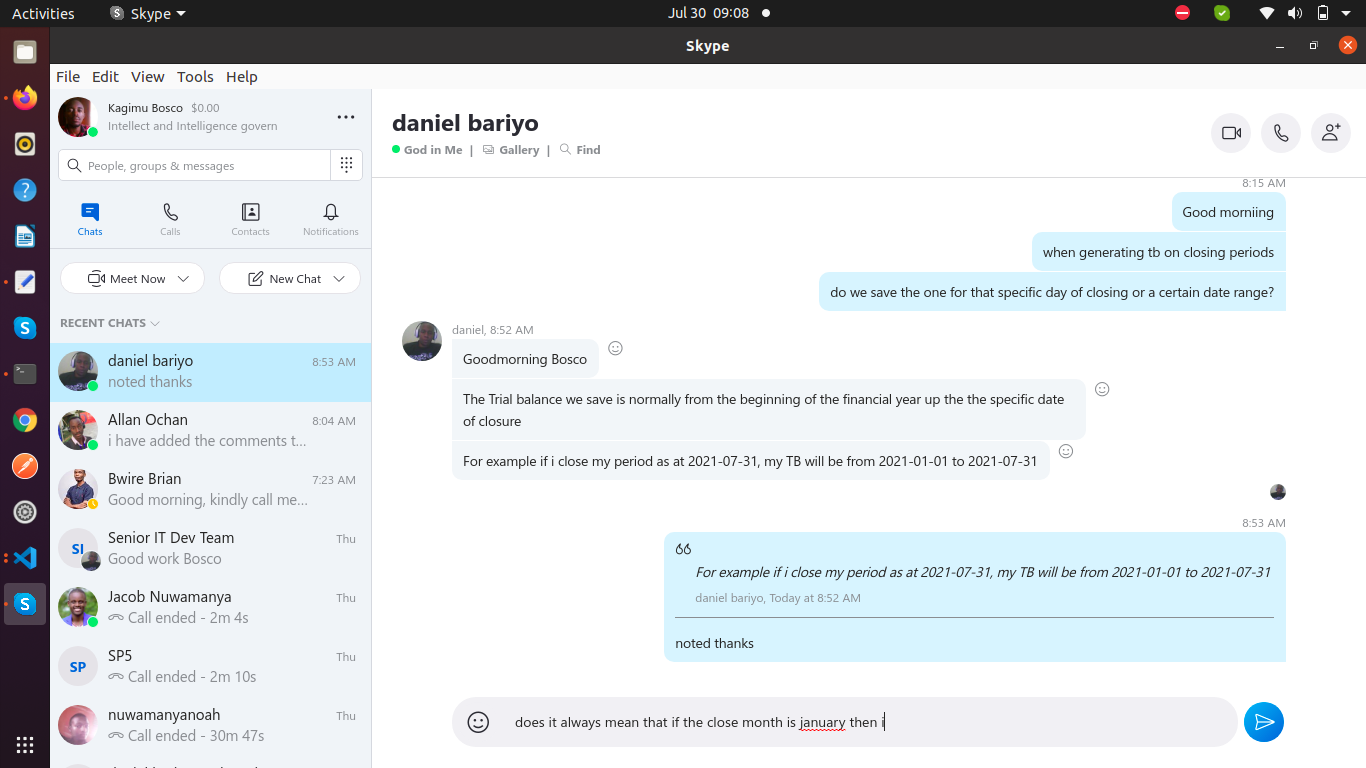 Activities
Skype
Jul 30 09:08
Skype
File Edit View Tools Help
Kagimu Bosco $0.00
Intellect and Intelligence govern
People, groups & messages
Chats
Calls
Contacts
Notifications
Meet Now
New Chat
RECENT CHATS
daniel bariyo 8:53 AM
noted thanks
Allan Ochan 8:04 AM
i have added the comments t...
Bwire Brian 7:23 AM
Good morning, kindly call me...
SI
Senior IT Dev Team Thu
Good work Bosco
Jacob Nuwamanya Thu
Call ended - 2m 4s
SP
SP5 Thu
Call ended - 2m 10s
nuwamanyanoah Thu
Call ended - 30m 47s
daniel bariyo
God in Me | Gallery | Find
8:15 AM
Good morniing
when generating tb on closing periods
do we save the one for that specific day of closing or a certain date range?
daniel, 8:52 AM
Goodmorning Bosco
The Trial balance we save is normally from the beginning of the financial year up the the specific date
of closure
For example if i close my period as at 2021-07-31, my TB will be from 2021-01-01 to 2021-07-31
8:53 AM
For example if i close my period as at 2021-07-31, my TB will be from 2021-01-01 to 2021-07-31
daniel bariyo, Today at 8:52 AM
noted thanks
does it always mean that if the close month is january then i